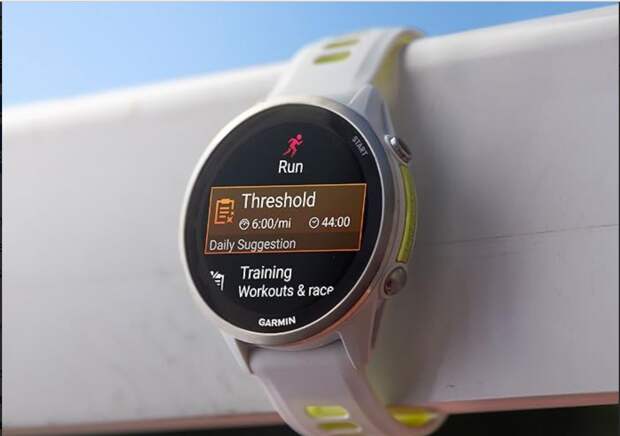 START
Run
Threshold
6:00/mi 44:00
Daily Suggestion
Training
Workouts & race
GARMIN